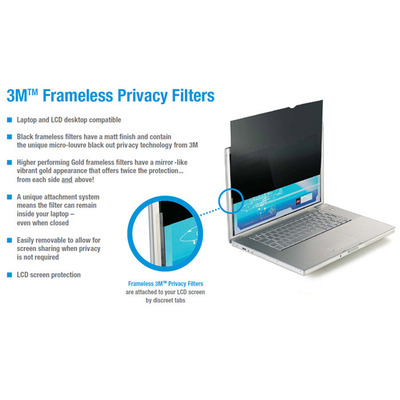 3M™ Frameless Privacy Filters
Laptop and LCD desktop compatible
Black frameless filters have a matt finish and contain
the unique micro-louvre black out privacy technology from 3M
Higher performing Gold frameless filters have a mirror -like
vibrant gold appearance that offers twice the protection...
from each side and above!
A unique attachment system
means the filter can remain
inside your laptop –
even when closed
Easily removable to allow for
screen sharing when privacy
is not required
LCD screen protection
Frameless 3M™ Privacy Filters
are attached to your LCD screen
by discreet tabs